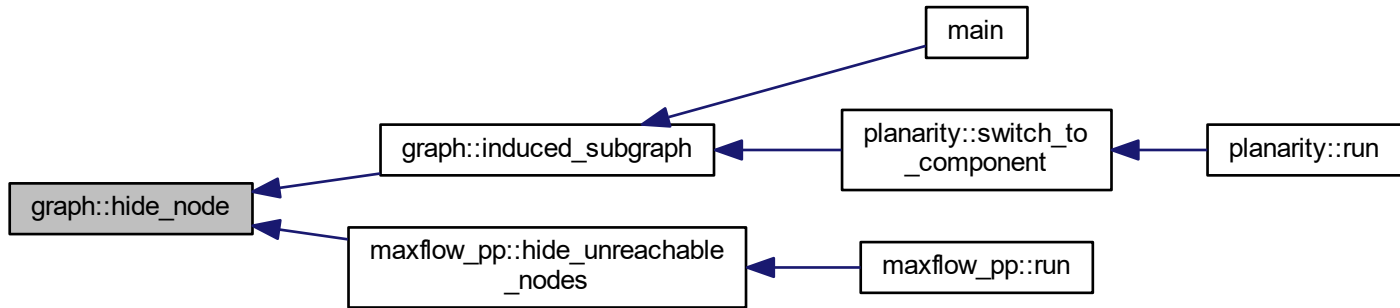 main
graph::induced_subgraph
planarity::switch_to
_component
planarity::run
graph::hide_node
maxflow_pp::hide_unreachable
_nodes
maxflow_pp::run